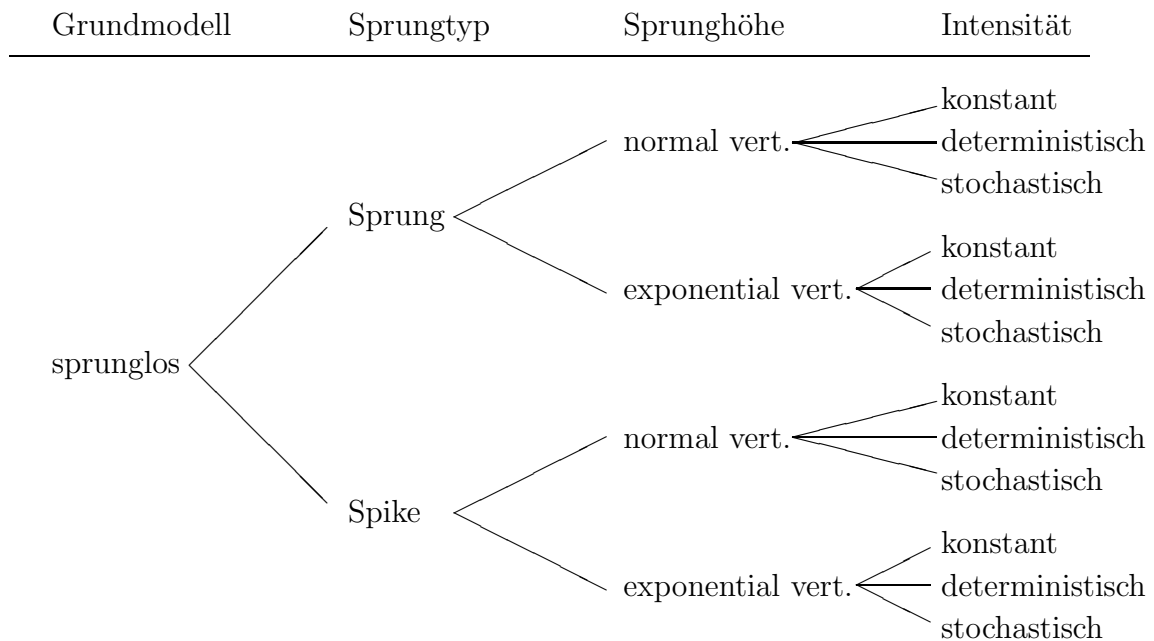 Grundmodell Sprungtyp Sprunghöhe Intensität
konstant
normal vert. deterministisch
stochastisch
Sprung
konstant
exponential vert. deterministisch
stochastisch
sprunglos
konstant
normal vert. deterministisch
stochastisch
Spike
konstant
exponential vert. deterministisch
stochastisch